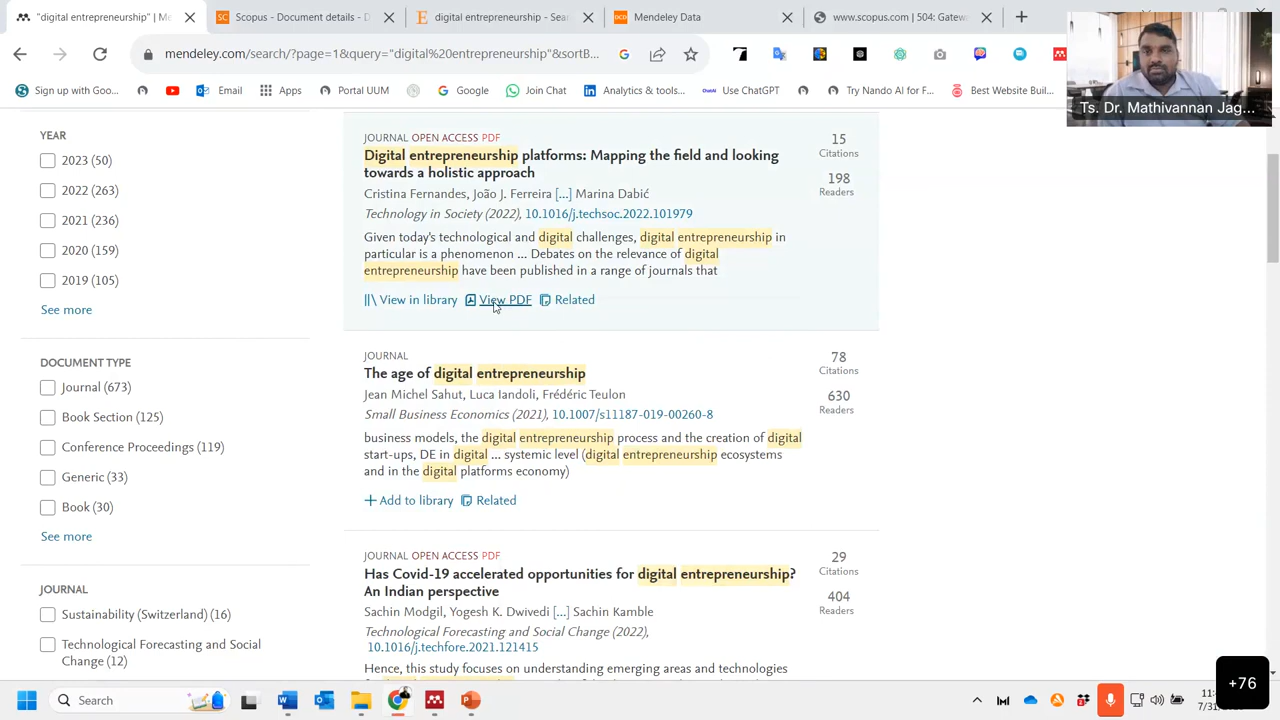 "digital entrepreneurship" | Me
Scopus - Document details - D
digital entrepreneurship - Sea
Mendeley Data
www.scopus.com | 504: Gatew
mendeley.com/search/?page=1&query="digital%20entrepreneurship"&sortB...
Sign up with Goo...
Email
Apps
Portal UUM
Google
Join Chat
Analytics & tools...
Use ChatGPT
Try Nando AI for F...
Best Website Buil...
Ts. Dr. Mathivannan Jag...
YEAR
2023 (50)
2022 (263)
2021 (236)
2020 (159)
2019 (105)
See more
DOCUMENT TYPE
Journal (673)
Book Section (125)
Conference Proceedings (119)
Generic (33)
Book (30)
See more
JOURNAL
Sustainability (Switzerland) (16)
Technological Forecasting and Social
Change (12)
JOURNAL OPEN ACCESS PDF
Digital entrepreneurship platforms: Mapping the field and looking
towards a holistic approach
Cristina Fernandes, João J. Ferreira [...] Marina Dabić
Technology in Society (2022), 10.1016/j.techsoc.2022.101979
Given today's technological and digital challenges, digital entrepreneurship in
particular is a phenomenon ... Debates on the relevance of digital
entrepreneurship have been published in a range of journals that
View in library View PDF Related
15
Citations
198
Readers
JOURNAL
The age of digital entrepreneurship
Jean Michel Sahut, Luca Iandoli, Frédéric Teulon
Small Business Economics (2021), 10.1007/s11187-019-00260-8
business models, the digital entrepreneurship process and the creation of digital
start-ups, DE in digital ... systemic level (digital entrepreneurship ecosystems
and in the digital platforms economy)
Add to library Related
78
Citations
630
Readers
JOURNAL OPEN ACCESS PDF
Has Covid-19 accelerated opportunities for digital entrepreneurship?
An Indian perspective
Sachin Modgil, Yogesh K. Dwivedi [...] Sachin Kamble
Technological Forecasting and Social Change (2022),
10.1016/j.techfore.2021.121415
Hence, this study focuses on understanding emerging areas and technologies
29
Citations
404
Readers
Search
+76